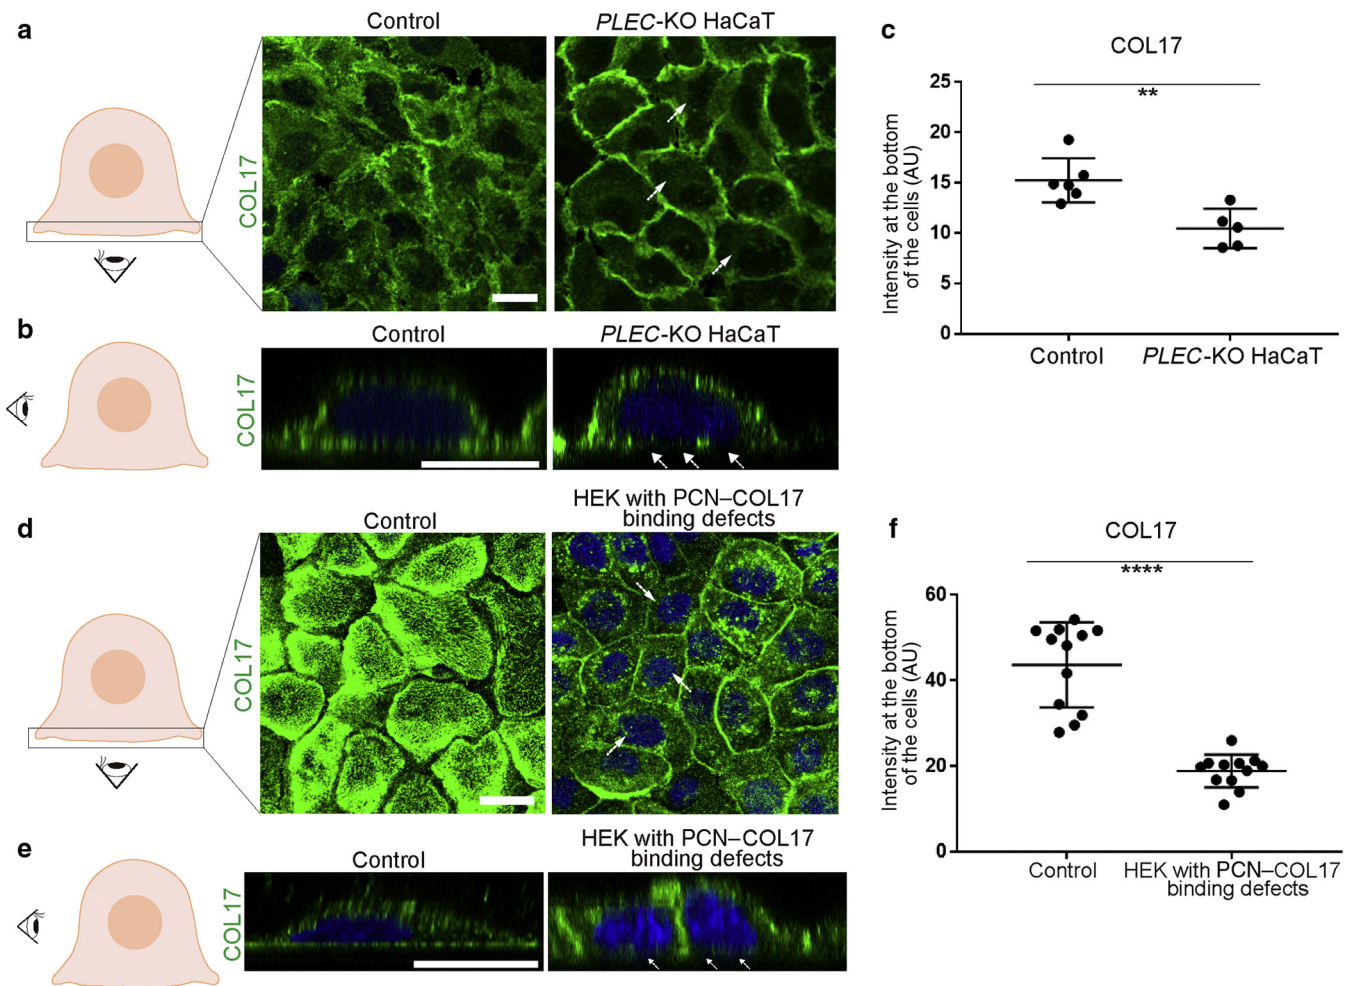 a
Control
PLEC-KO HaCaT
COL17
b
Control
PLEC-KO HaCaT
COL17
c
COL17
**
Intensity at the bottom
of the cells (AU)
25
20
15
10
5
0
Control
PLEC-KO HaCaT
d
Control
HEK with PCN–COL17
binding defects
COL17
e
Control
HEK with PCN–COL17
binding defects
COL17
f
COL17
****
Intensity at the bottom
of the cells (AU)
60
40
20
0
Control
HEK with PCN–COL17
binding defects